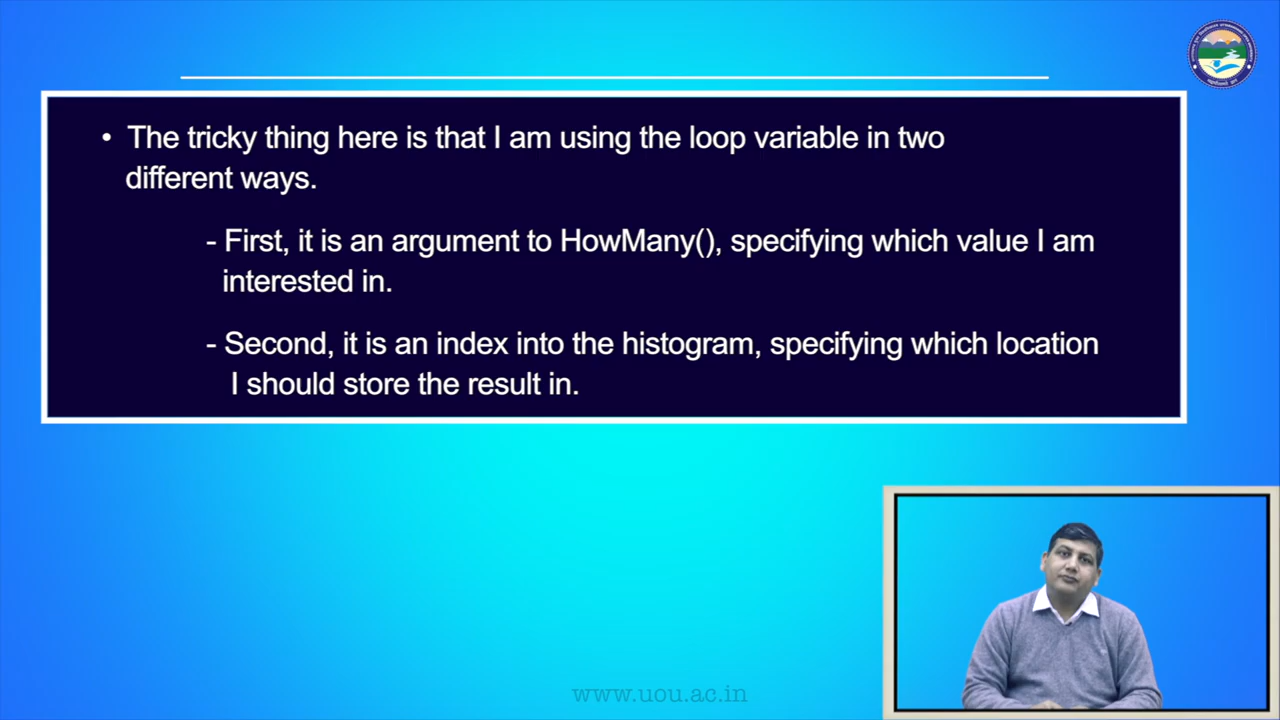 • The tricky thing here is that I am using the loop variable in two
different ways.
- First, it is an argument to HowMany(), specifying which value I am
interested in.
- Second, it is an index into the histogram, specifying which location
I should store the result in.
www.uou.ac.in